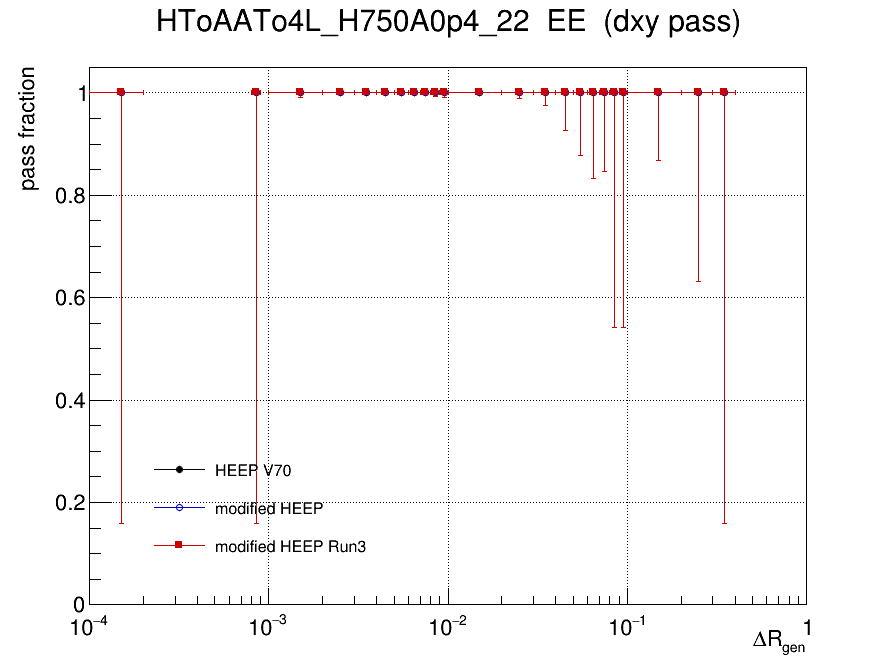 HToAATo4L_H750A0p4_22 EE (dxy pass)
pass fraction
1
0.8
0.6
0.4
0.2
0
HEEP V70
modified HEEP
modified HEEP Run3
10⁻⁴ 10⁻³ 10⁻² 10⁻¹ 1
ΔR_gen